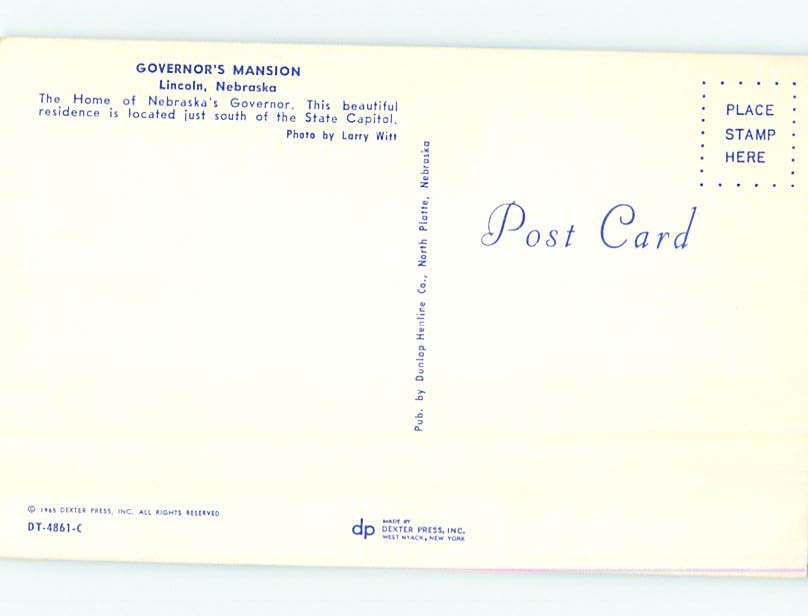 GOVERNOR'S MANSION
Lincoln, Nebraska
The Home of Nebraska's Governor. This beautiful
residence is located just south of the State Capitol.
Photo by Larry Witt
Pub. by Dunlap Henline Co., North Platte, Nebraska
PLACE
STAMP
HERE
Post Card
© 1965 DEXTER PRESS, INC. ALL RIGHTS RESERVED
DT-4861-C
dp
MADE BY
DEXTER PRESS, INC.
WEST NYACK, NEW YORK